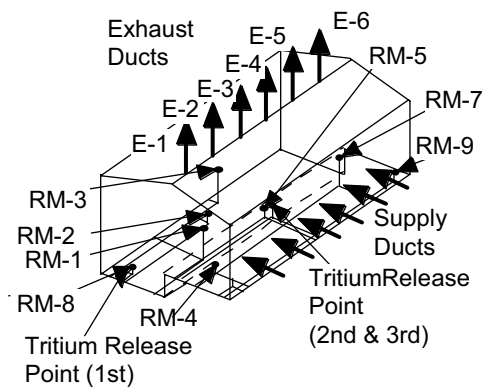 Exhaust
Ducts
E-6
E-5
E-4
E-3
E-2
E-1
RM-5
RM-7
RM-9
RM-3
RM-2
RM-1
RM-8
RM-4
Supply
Ducts
TritiumRelease
Point
(2nd & 3rd)
Tritium Release
Point (1st)